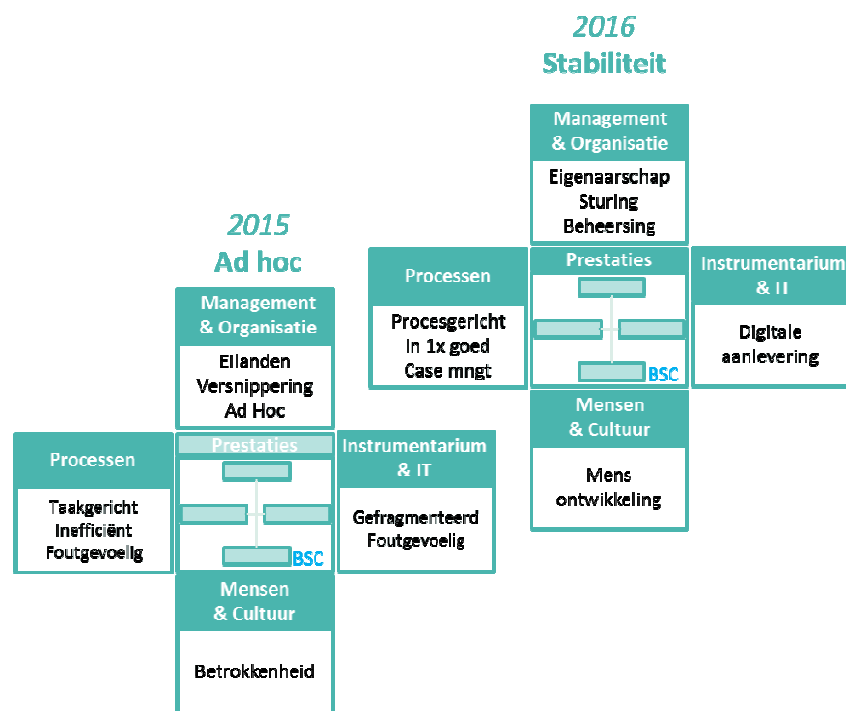 2016
Stabiliteit
Management
& Organisatie
Eigenaarschap
Sturing
Beheersing
Processen
Procesgericht
In 1x goed
Case mngt
Prestaties
BSC
Instrumentarium
& IT
Digitale
aanlevering
Mensen
& Cultuur
Mens
ontwikkeling
2015
Ad hoc
Management
& Organisatie
Eilanden
Versnippering
Ad Hoc
Processen
Taakgericht
Inefficiënt
Foutgevoelig
Prestaties
BSC
Instrumentarium
& IT
Gefragmenteerd
Foutgevoelig
Mensen
& Cultuur
Betrokkenheid